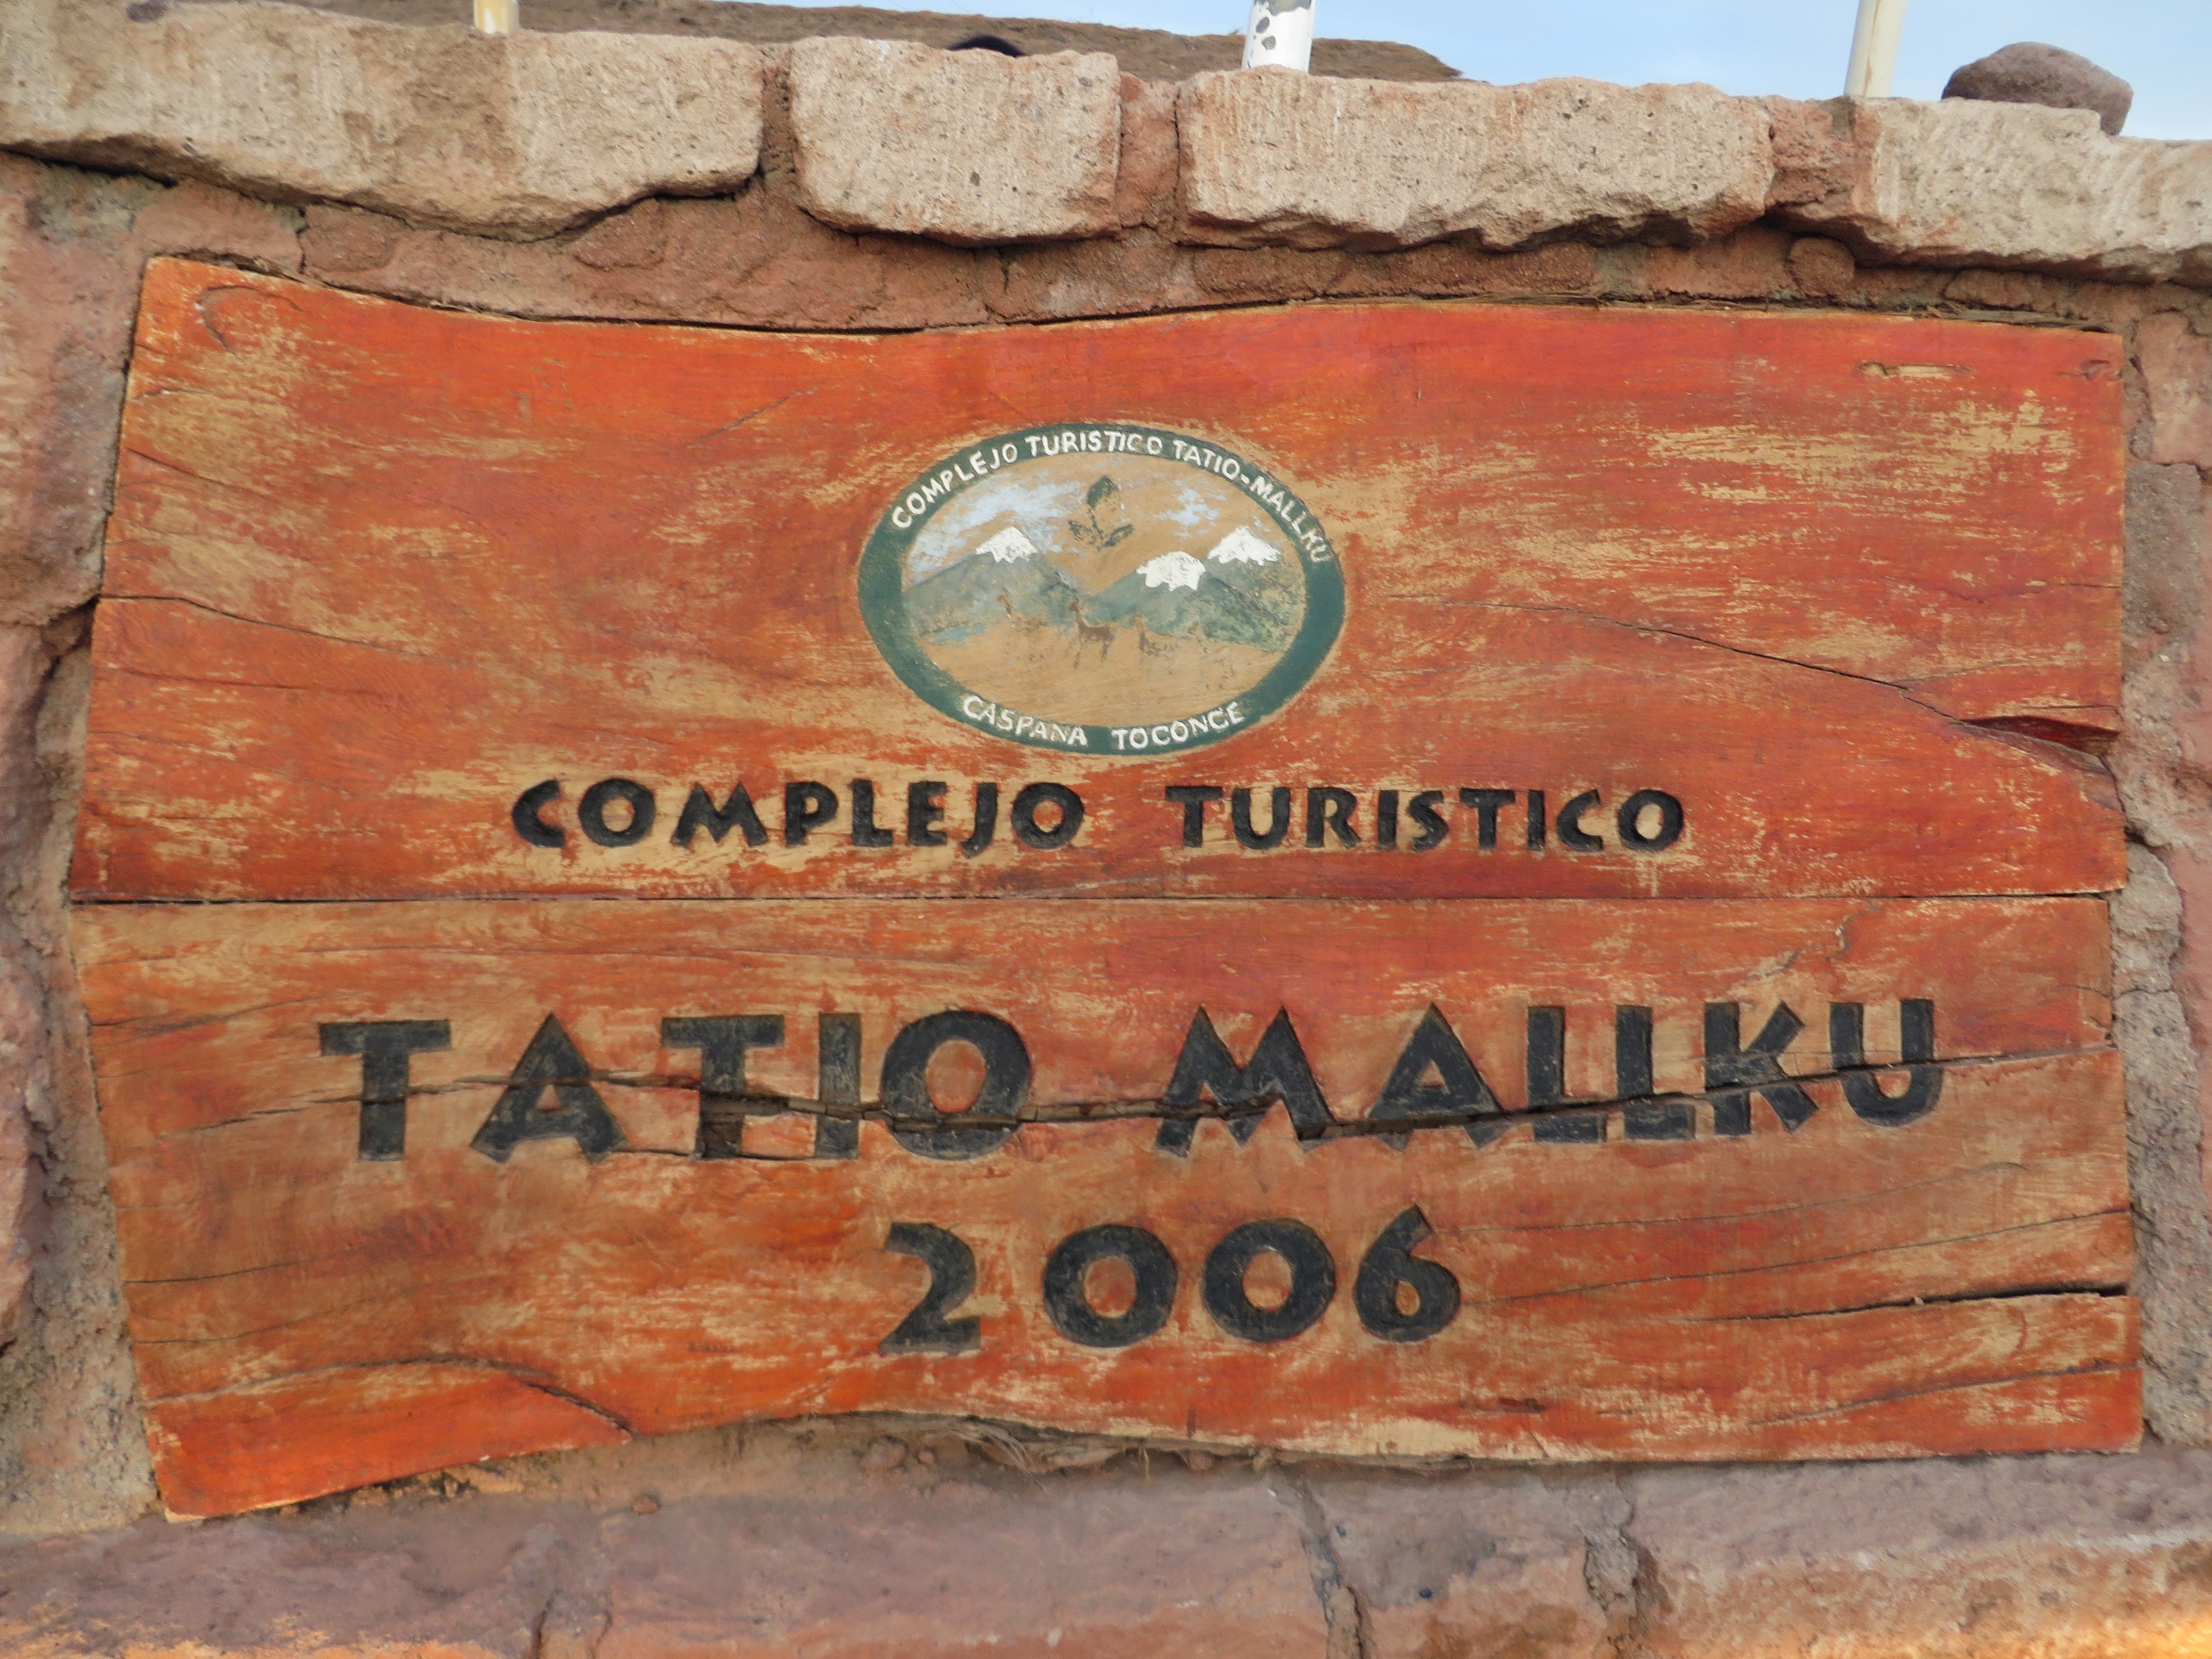 COMPLEJO TURISTICO TATIO-MALLKU
CASPANA TOCONCE
COMPLEJO TURISTICO
TATIO MALLKU
2006